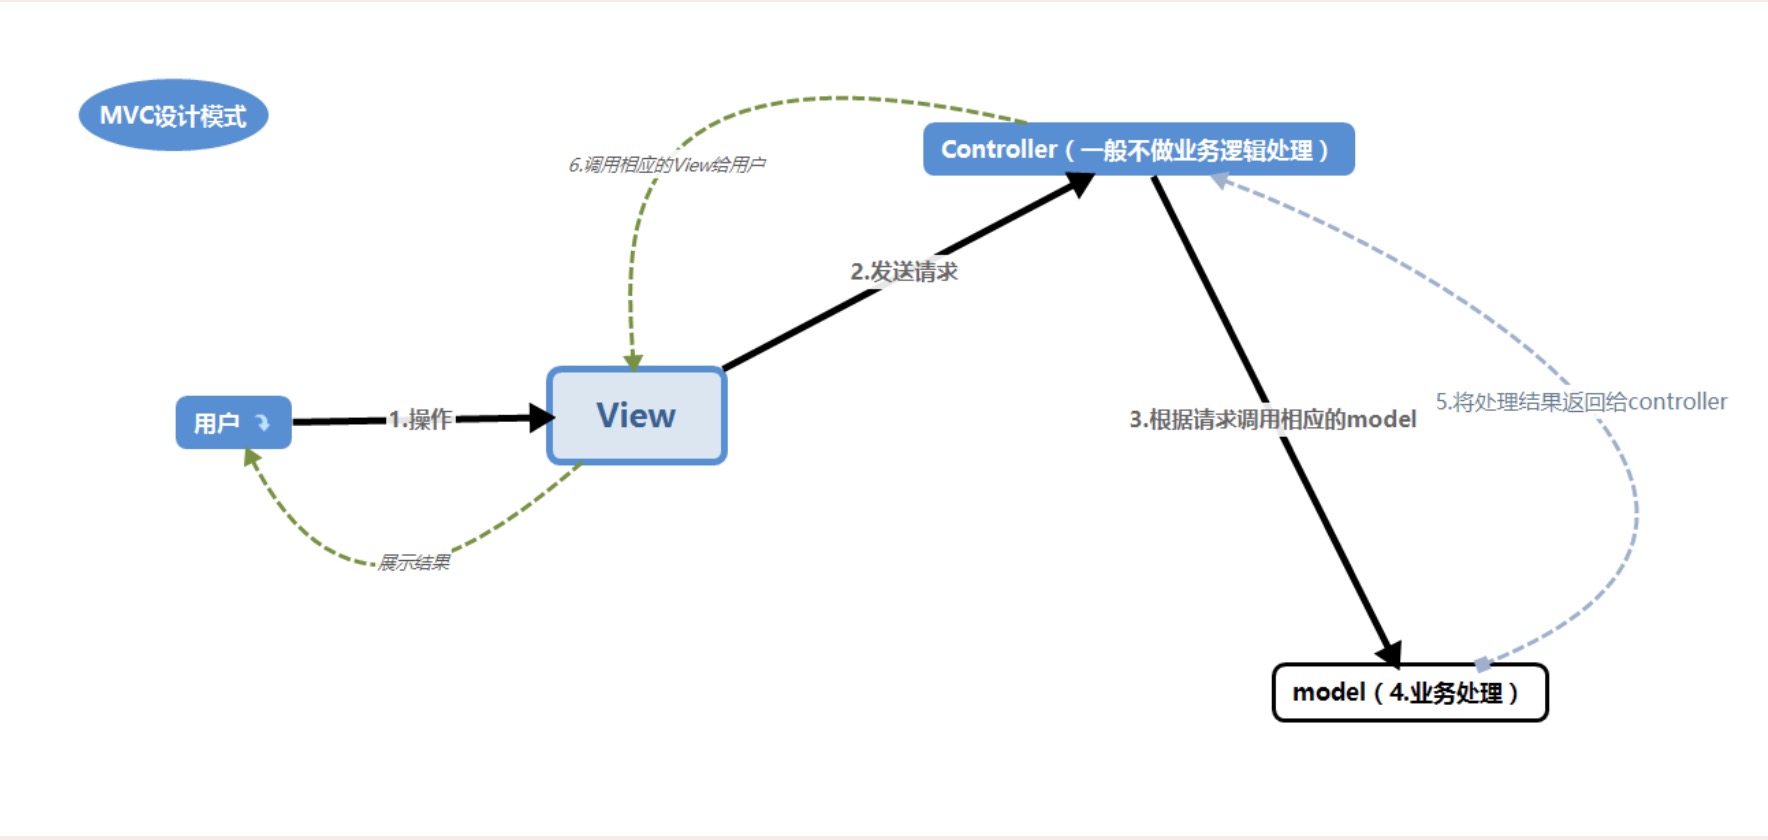 MVC设计模式
Controller（一般不做业务逻辑处理）
6.调用相应的View给用户
2.发送请求
用户
1.操作
View
3.根据请求调用相应的model
5.将处理结果返回给controller
展示结果
model（4.业务处理）